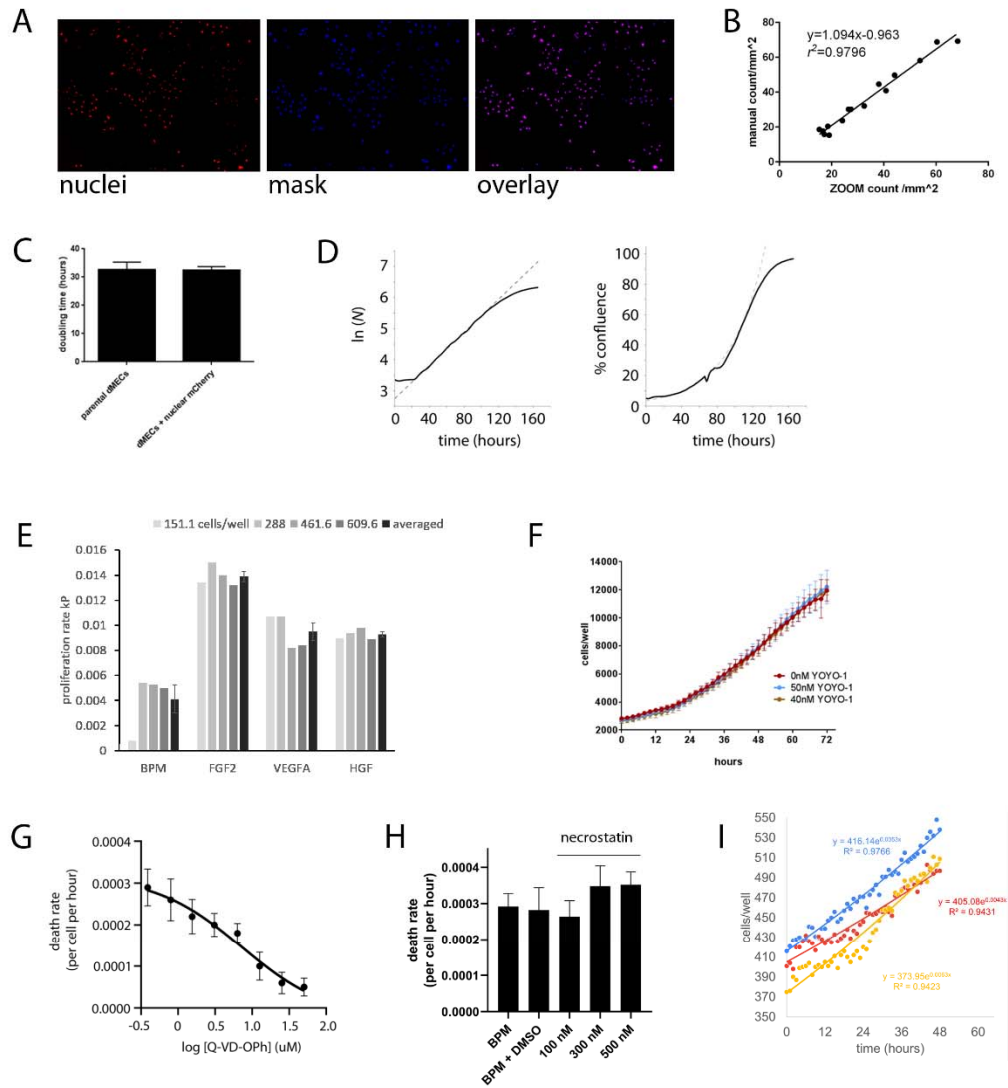 A
nuclei
mask
overlay
B
y=1.094x-0.963
r²=0.9796
manual count/mm^2
80
60
40
20
0
0 20 40 60 80
ZOOM count /mm^2
C
doubling time (hours)
40
30
20
10
0
parental dMECs
dMECs + nuclear mCherry
D
ln (N)
7
6
5
4
3
0 40 80 120 160
time (hours)
% confluence
100
80
60
40
20
0
0 40 80 120 160
time (hours)
E
151.1 cells/well 288 461.6 609.6 averaged
proliferation rate kP
0.016
0.014
0.012
0.010
0.008
0.006
0.004
0.002
0
BPM FGF2 VEGFA HGF
F
cells/well
12000
10000
8000
6000
4000
2000
0nM YOYO-1
50nM YOYO-1
40nM YOYO-1
0 12 24 36 48 60 72
hours
G
death rate
(per cell per hour)
0.0004
0.0003
0.0002
0.0001
0.0000
-0.5 0 0.5 1.0 1.5 2.0
log [Q-VD-OPh] (uM)
H
necrostatin
death rate
(per cell per hour)
0.0004
0.0003
0.0002
0.0001
0.0000
BPM
BPM + DMSO
100 nM
300 nM
500 nM
I
cells/well
550
530
510
490
470
450
430
410
390
370
350
y = 416.14e
R² = 0.9766
y = 405.08e
R² = 0.9431
y = 373.95e
R² = 0.9423
0 12 24 36 48 60
time (hours)